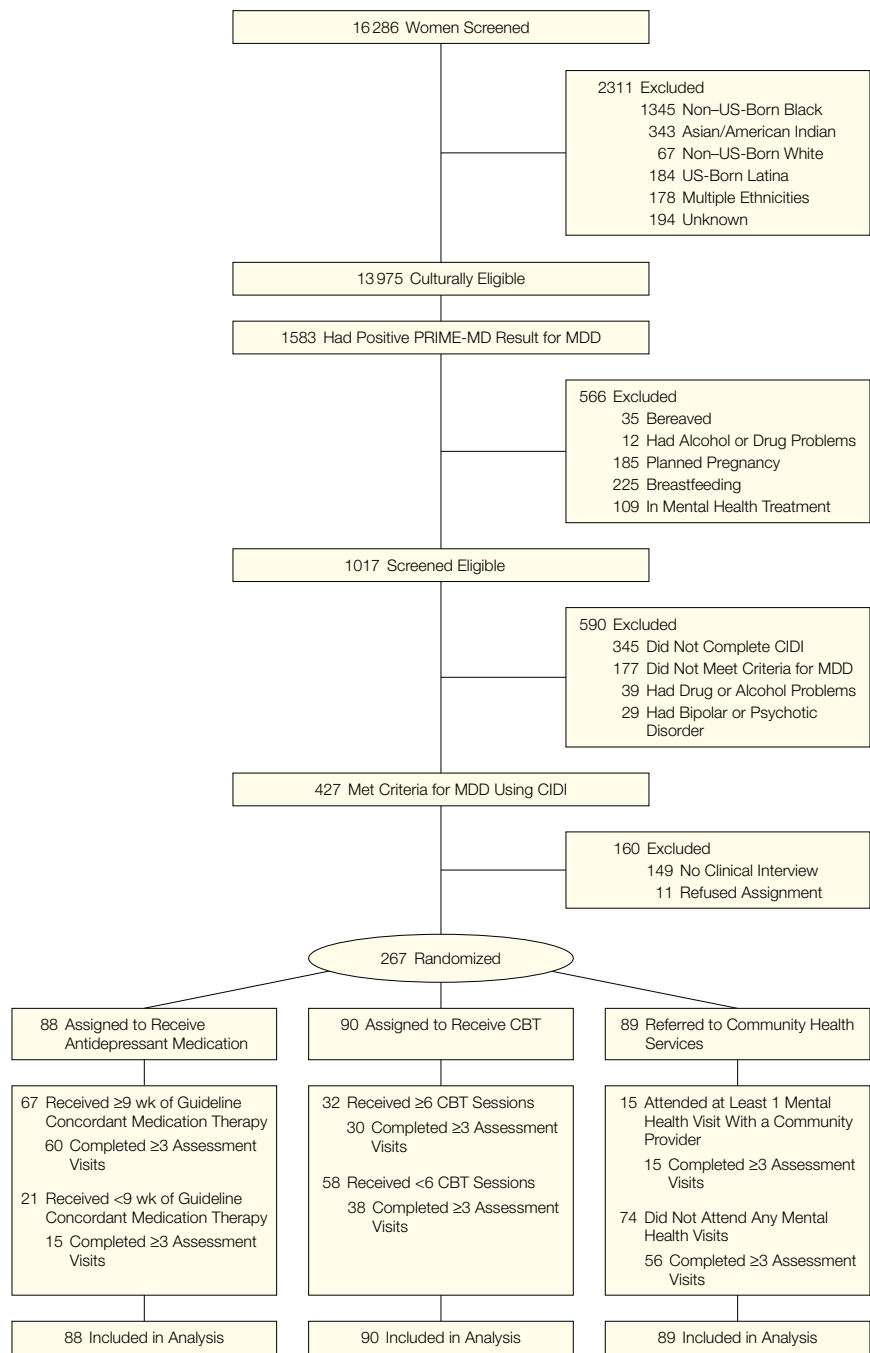 16286 Women Screened
2311 Excluded
1345 Non–US-Born Black
343 Asian/American Indian
67 Non–US-Born White
184 US-Born Latina
178 Multiple Ethnicities
194 Unknown
13975 Culturally Eligible
1583 Had Positive PRIME-MD Result for MDD
566 Excluded
35 Bereaved
12 Had Alcohol or Drug Problems
185 Planned Pregnancy
225 Breastfeeding
109 In Mental Health Treatment
1017 Screened Eligible
590 Excluded
345 Did Not Complete CIDI
177 Did Not Meet Criteria for MDD
39 Had Drug or Alcohol Problems
29 Had Bipolar or Psychotic
Disorder
427 Met Criteria for MDD Using CIDI
160 Excluded
149 No Clinical Interview
11 Refused Assignment
267 Randomized
88 Assigned to Receive
Antidepressant Medication
90 Assigned to Receive CBT
89 Referred to Community Health
Services
67 Received ≥9 wk of Guideline
Concordant Medication Therapy
60 Completed ≥3 Assessment
Visits
21 Received <9 wk of Guideline
Concordant Medication Therapy
15 Completed ≥3 Assessment
Visits
32 Received ≥6 CBT Sessions
30 Completed ≥3 Assessment
Visits
58 Received <6 CBT Sessions
38 Completed ≥3 Assessment
Visits
15 Attended at Least 1 Mental
Health Visit With a Community
Provider
15 Completed ≥3 Assessment
Visits
74 Did Not Attend Any Mental
Health Visits
56 Completed ≥3 Assessment
Visits
88 Included in Analysis
90 Included in Analysis
89 Included in Analysis